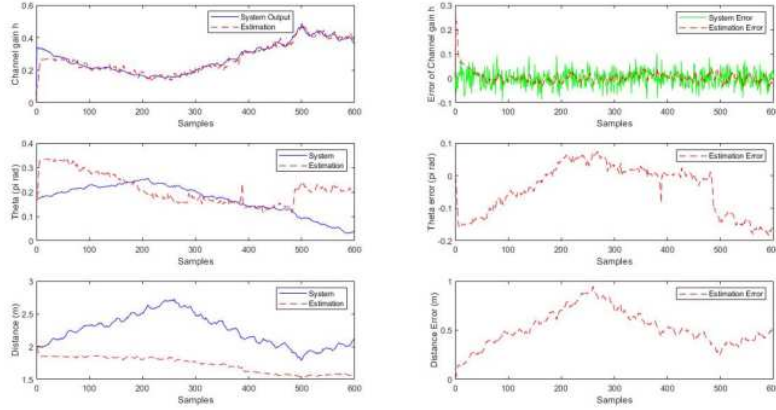 Channel gain h
0.6
0.4
0.2
0
System Output
Estimation
0 100 200 300 400 500 600
Samples
Error of Channel gain h
0.3
0.2
0.1
0
-0.1
System Error
Estimation Error
0 100 200 300 400 500 600
Samples
Theta (pi rad)
0.4
0.3
0.2
0.1
0
System
Estimation
0 100 200 300 400 500 600
Samples
Theta error (pi rad)
0.1
0
-0.1
-0.2
Estimation Error
0 100 200 300 400 500 600
Samples
Distance (m)
3
2.5
2
1.5
System
Estimation
0 100 200 300 400 500 600
Samples
Distance Error (m)
1
0.5
0
Estimation Error
0 100 200 300 400 500 600
Samples